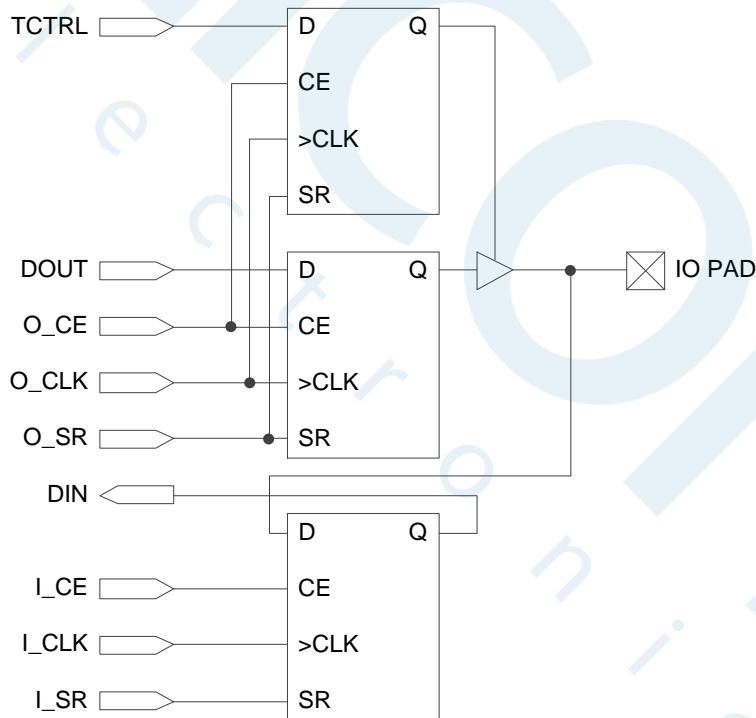 TCTRL D Q
CE
>CLK
SR
DOUT D Q IO PAD
O_CE CE
O_CLK >CLK
O_SR SR
DIN
D Q
I_CE CE
I_CLK >CLK
I_SR SR
e c t r o n i